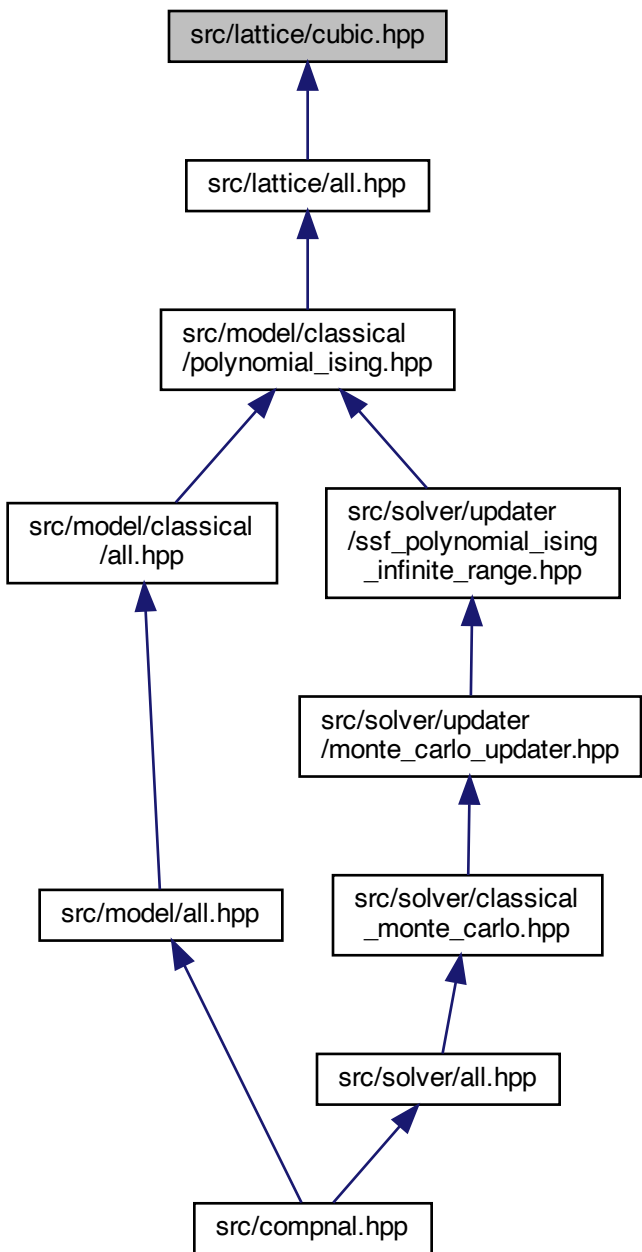 src/lattice/cubic.hpp
src/lattice/all.hpp
src/model/classical
/polynomial_ising.hpp
src/model/classical
/all.hpp
src/solver/updater
/ssf_polynomial_ising
_infinite_range.hpp
src/solver/updater
/monte_carlo_updater.hpp
src/model/all.hpp
src/solver/classical
_monte_carlo.hpp
src/solver/all.hpp
src/compnal.hpp